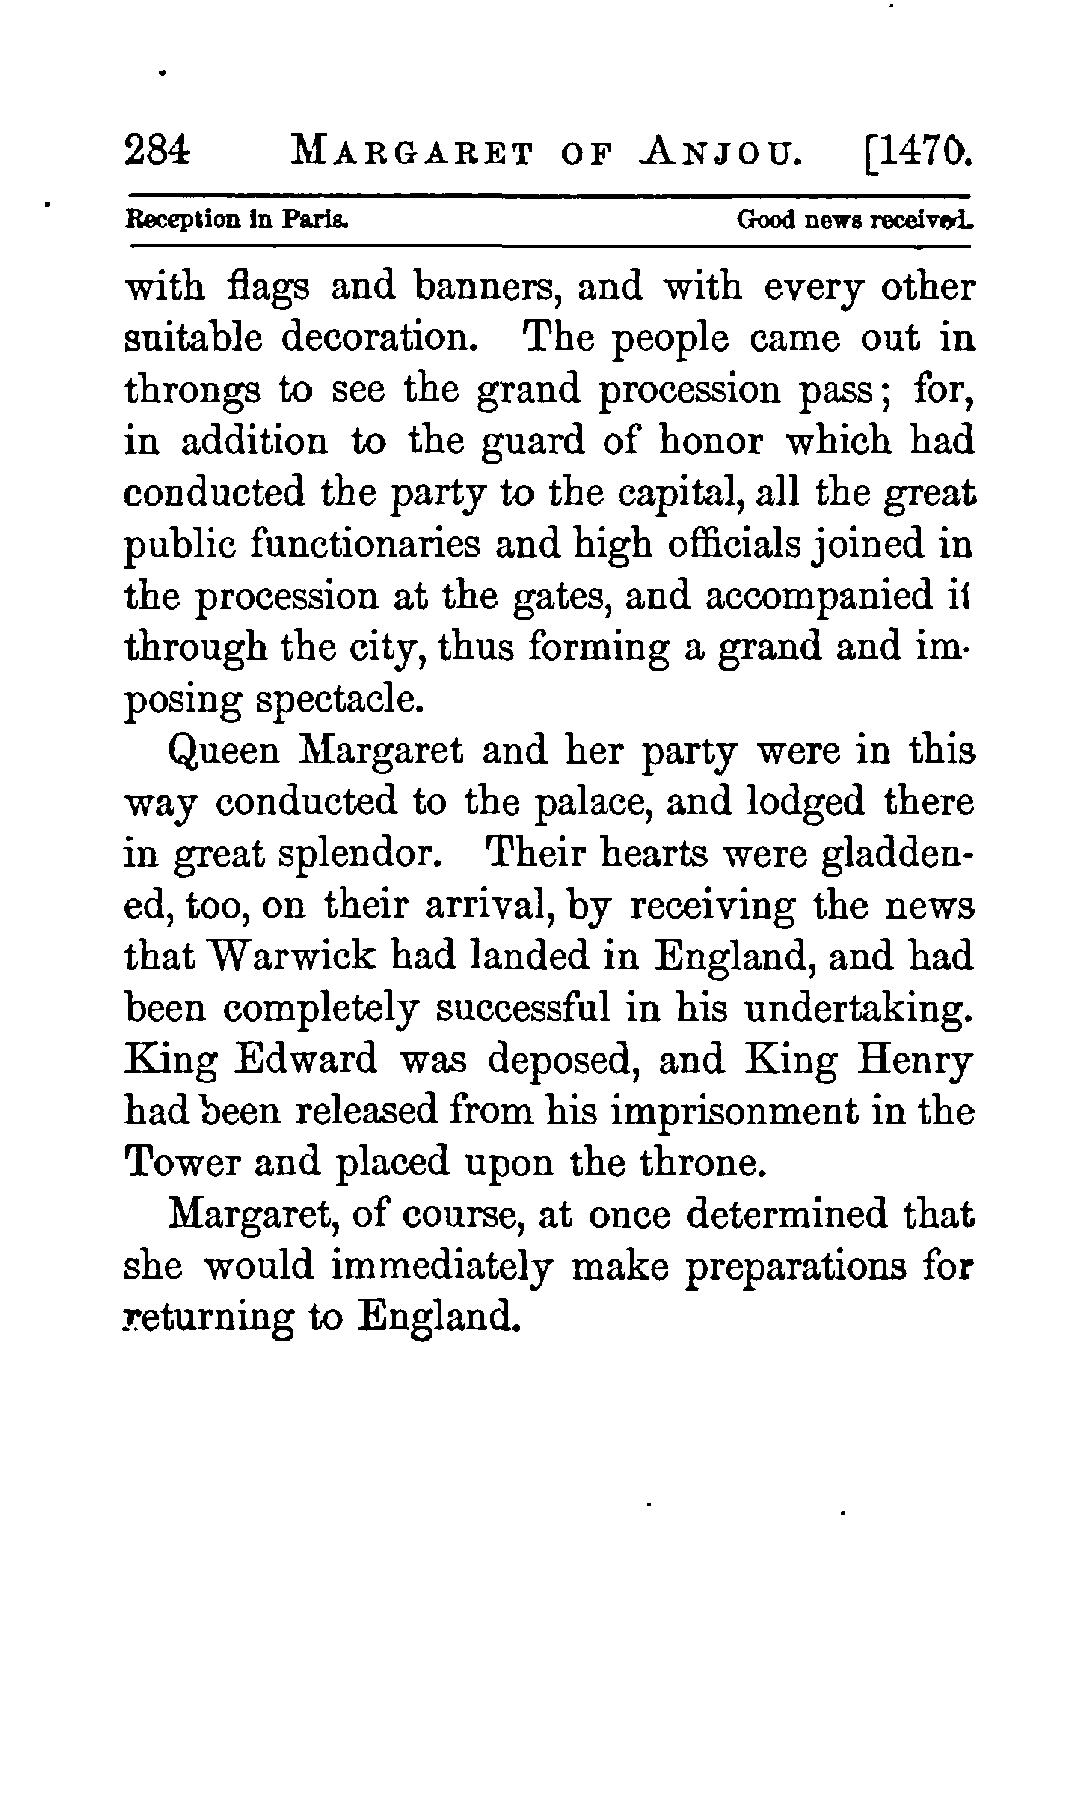 284 MARGARET OF ANJOU. [1470.
Reception in Paris. Good news received.
with flags and banners, and with every other
suitable decoration. The people came out in
throngs to see the grand procession pass; for,
in addition to the guard of honor which had
conducted the party to the capital, all the great
public functionaries and high officials joined in
the procession at the gates, and accompanied it
through the city, thus forming a grand and im-
posing spectacle.
Queen Margaret and her party were in this
way conducted to the palace, and lodged there
in great splendor. Their hearts were gladden-
ed, too, on their arrival, by receiving the news
that Warwick had landed in England, and had
been completely successful in his undertaking.
King Edward was deposed, and King Henry
had been released from his imprisonment in the
Tower and placed upon the throne.
Margaret, of course, at once determined that
she would immediately make preparations for
returning to England.